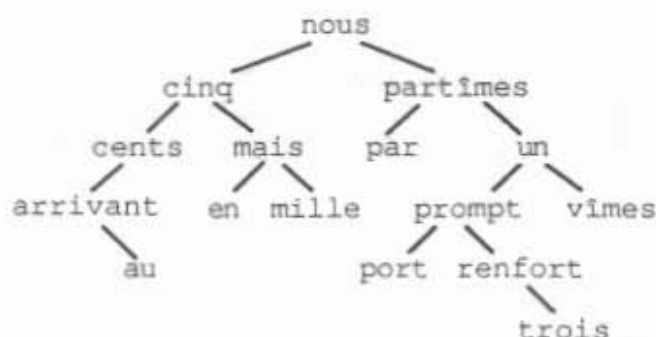 nous
cinq partîmes
cents mais par un
arrivant en mille prompt vîmes
au port renfort
trois